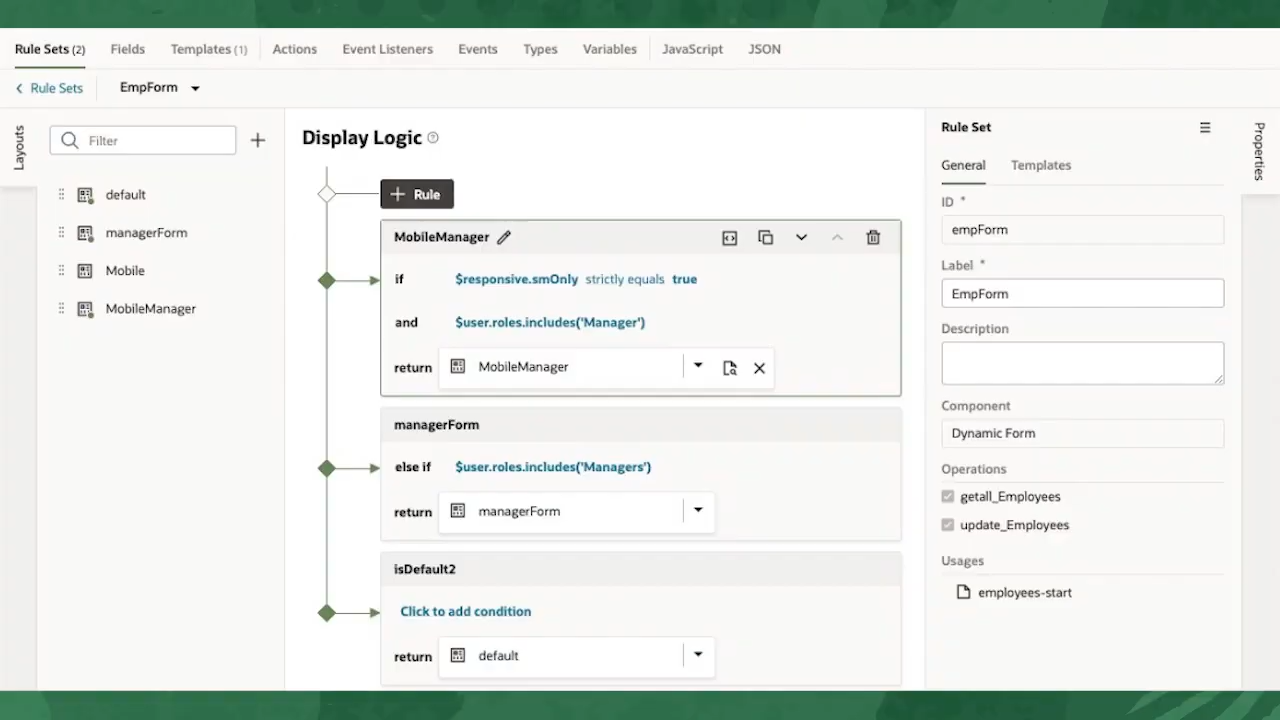 Rule Sets (2) Fields Templates (1) Actions Event Listeners Events Types Variables JavaScript JSON
Rule Sets EmpForm
Layouts
Filter
default
managerForm
Mobile
MobileManager
Display Logic
Rule
MobileManager
if $responsive.smOnly strictly equals true
and $user.roles.includes('Manager')
return MobileManager
managerForm
else if $user.roles.includes('Managers')
return managerForm
isDefault2
Click to add condition
return default
Rule Set
General Templates
ID *
empForm
Label *
EmpForm
Description
Component
Dynamic Form
Operations
getall_Employees
update_Employees
Usages
employees-start
Properties